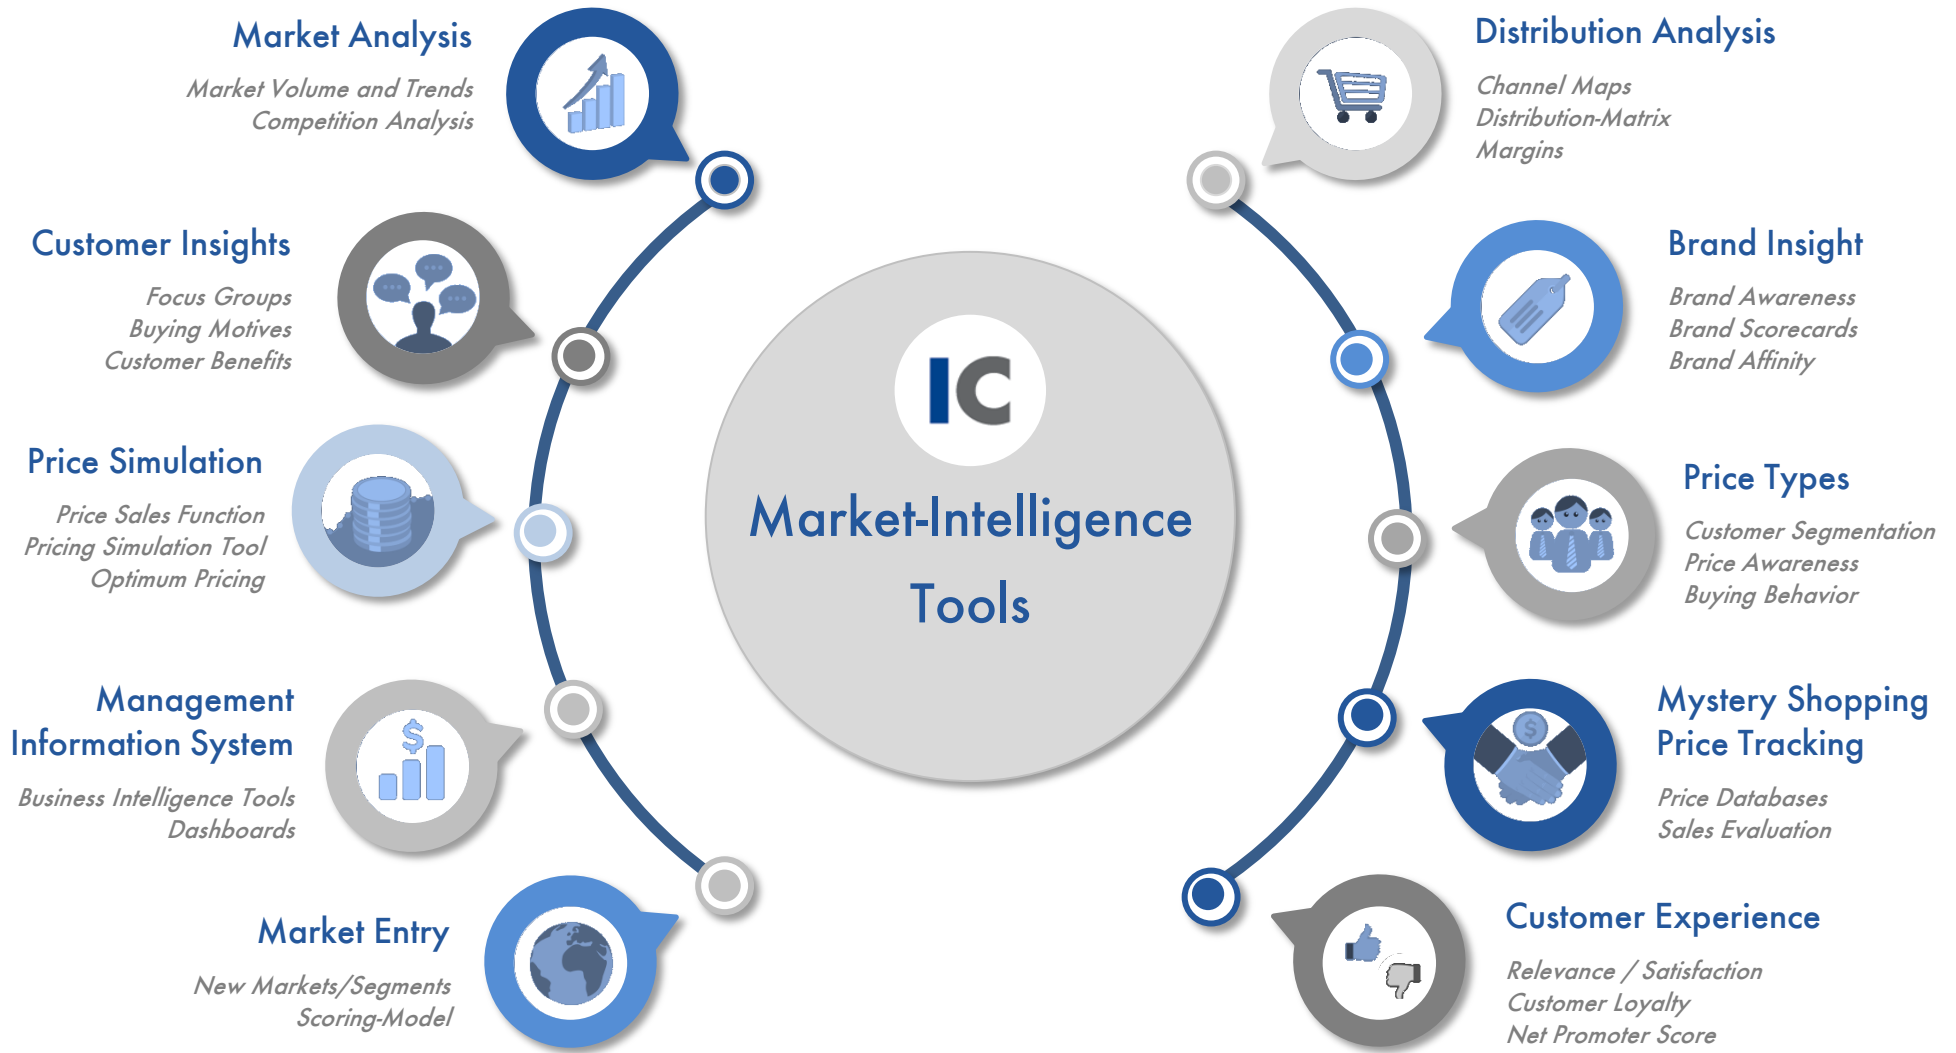 Market Analysis
Market Volume and Trends
Competition Analysis
Customer Insights
Focus Groups
Buying Motives
Customer Benefits
Price Simulation
Price Sales Function
Pricing Simulation Tool
Optimum Pricing
Management
Information System
Business Intelligence Tools
Dashboards
Market Entry
New Markets/Segments
Scoring-Model
IC
Market-Intelligence
Tools
Distribution Analysis
Channel Maps
Distribution-Matrix
Margins
Brand Insight
Brand Awareness
Brand Scorecards
Brand Affinity
Price Types
Customer Segmentation
Price Awareness
Buying Behavior
Mystery Shopping
Price Tracking
Price Databases
Sales Evaluation
Customer Experience
Relevance / Satisfaction
Customer Loyalty
Net Promoter Score
$
$